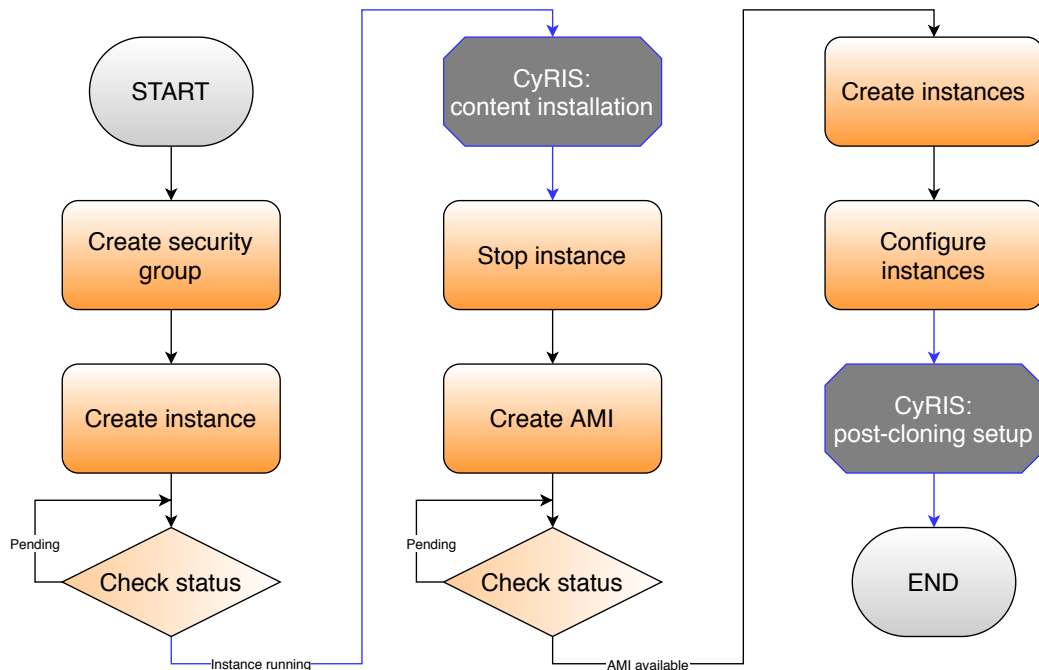 START
Create security
group
Create instance
Pending
Check status
Instance running
CyRIS:
content installation
Stop instance
Create AMI
Pending
Check status
AMI available
Create instances
Configure
instances
CyRIS:
post-cloning setup
END